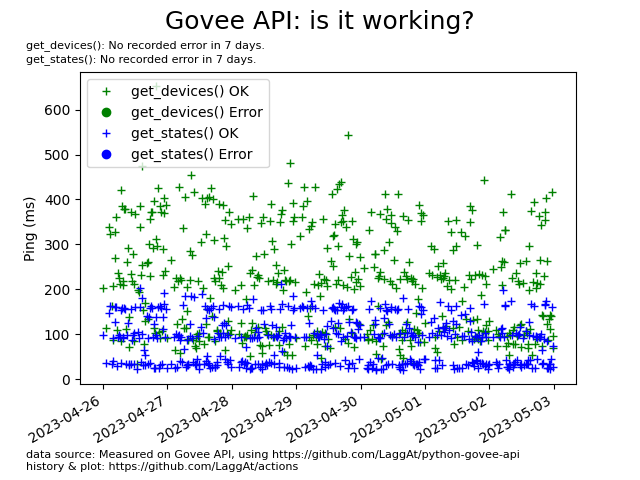 Govee API: is it working?
get_devices(): No recorded error in 7 days.
get_states(): No recorded error in 7 days.
get_devices() OK
get_devices() Error
get_states() OK
get_states() Error
Ping (ms)
600
500
400
300
200
100
0
2023-04-26
2023-04-27
2023-04-28
2023-04-29
2023-04-30
2023-05-01
2023-05-02
2023-05-03
data source: Measured on Govee API, using https://github.com/LaggAt/python-govee-api
history & plot: https://github.com/LaggAt/actions